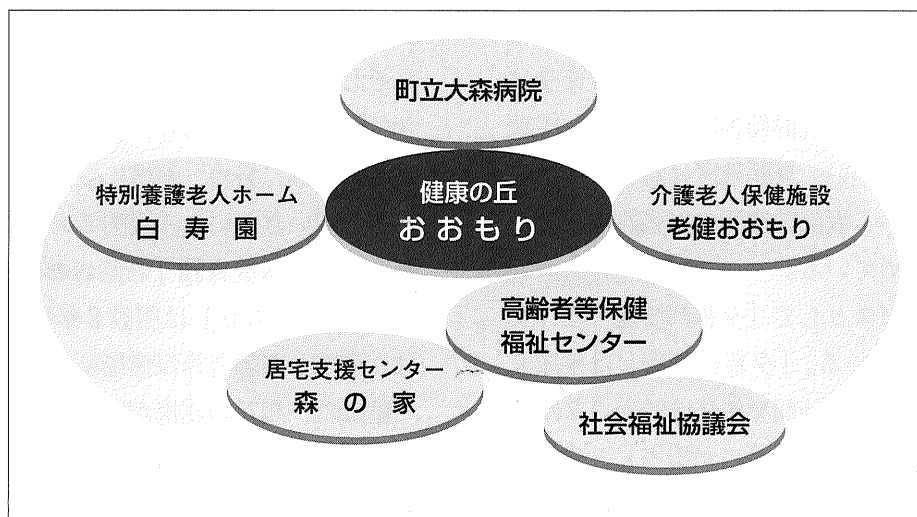 町立大森病院
特別養護老人ホーム
白寿園
健康の丘
おおもり
介護老人保健施設
老健おおもり
高齢者等保健
福祉センター
居宅支援センター
森の家
社会福祉協議会